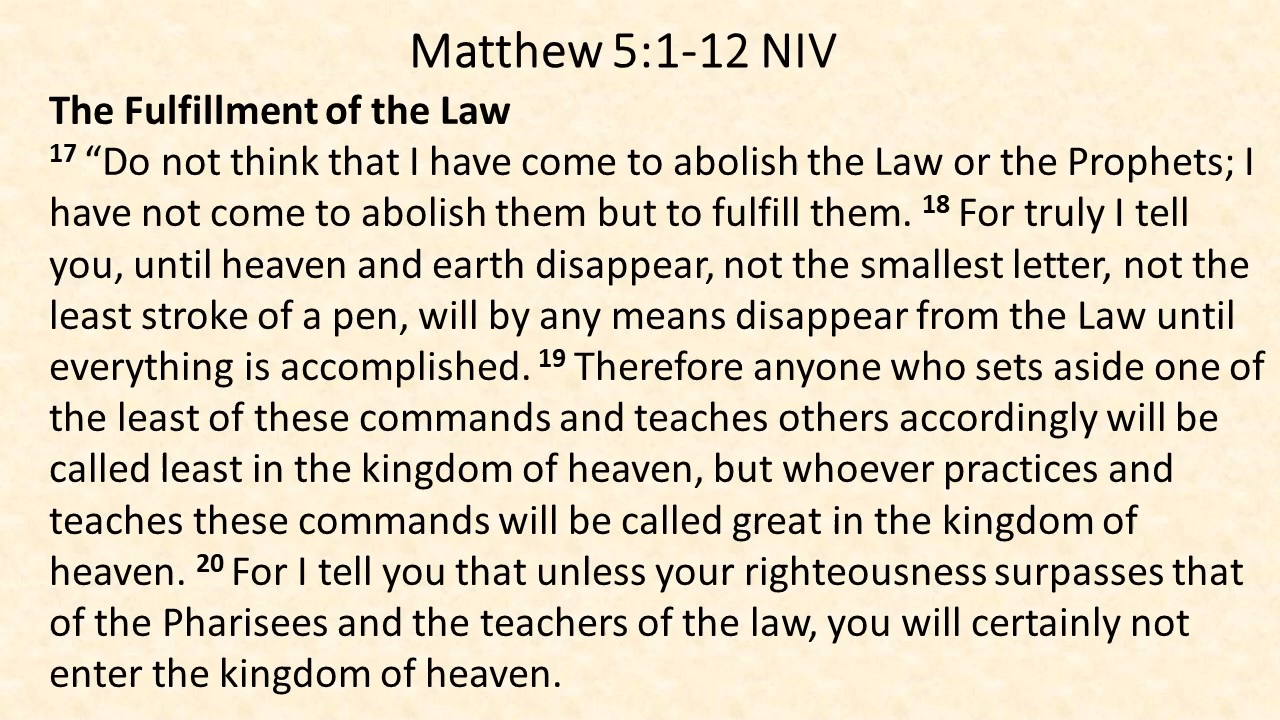 Matthew 5:1-12 NIV
The Fulfillment of the Law
17 “Do not think that I have come to abolish the Law or the Prophets; I
have not come to abolish them but to fulfill them. 18 For truly I tell
you, until heaven and earth disappear, not the smallest letter, not the
least stroke of a pen, will by any means disappear from the Law until
everything is accomplished. 19 Therefore anyone who sets aside one of
the least of these commands and teaches others accordingly will be
called least in the kingdom of heaven, but whoever practices and
teaches these commands will be called great in the kingdom of
heaven. 20 For I tell you that unless your righteousness surpasses that
of the Pharisees and the teachers of the law, you will certainly not
enter the kingdom of heaven.